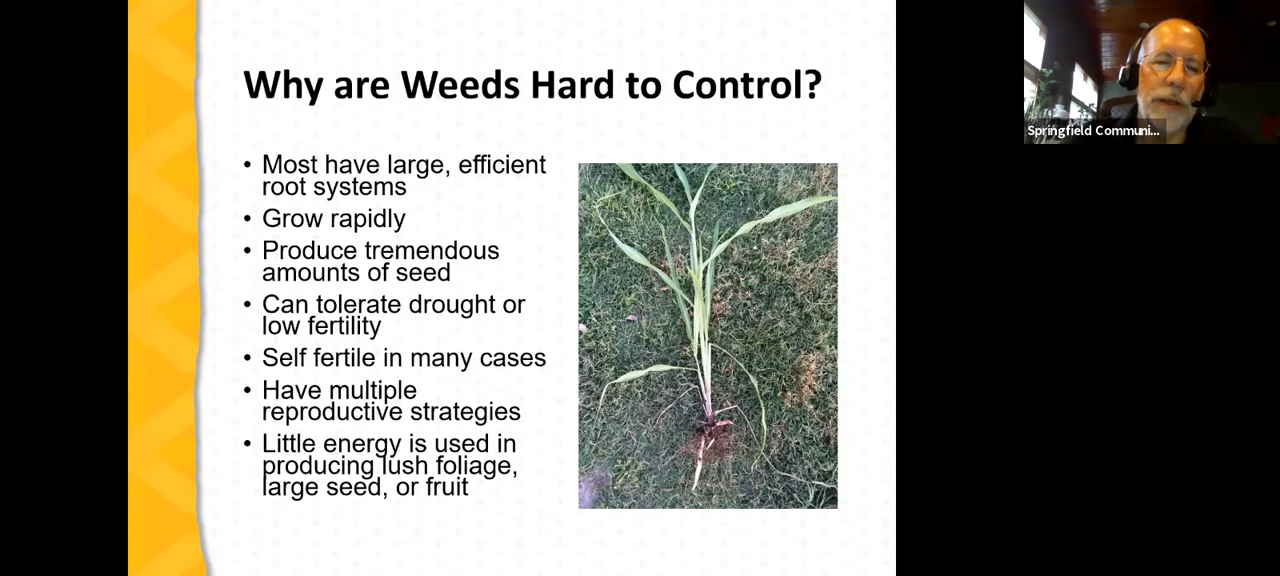 Why are Weeds Hard to Control?
• Most have large, efficient
root systems
• Grow rapidly
• Produce tremendous
amounts of seed
• Can tolerate drought or
low fertility
• Self fertile in many cases
• Have multiple
reproductive strategies
• Little energy is used in
producing lush foliage,
large seed, or fruit
Springfield Communi...